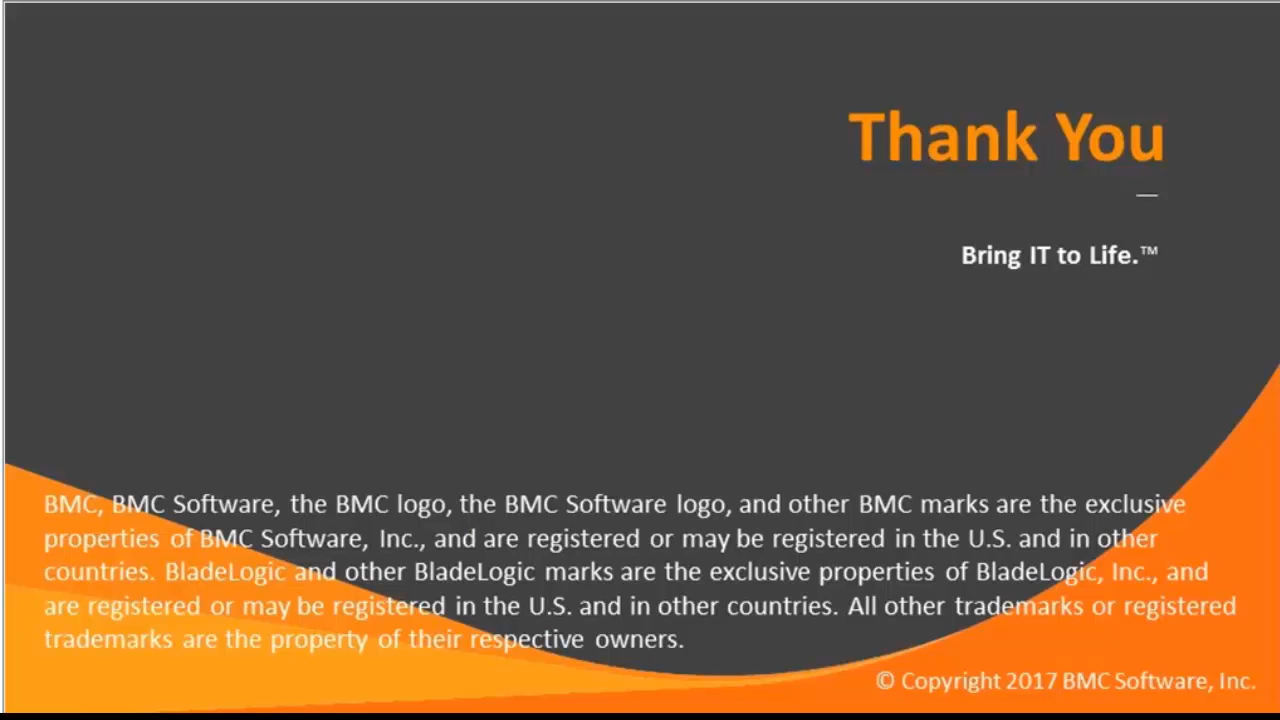 Thank You
Bring IT to Life.™
BMC, BMC Software, the BMC logo, the BMC Software logo, and other BMC marks are the exclusive
properties of BMC Software, Inc., and are registered or may be registered in the U.S. and in other
countries. BladeLogic and other BladeLogic marks are the exclusive properties of BladeLogic, Inc., and
are registered or may be registered in the U.S. and in other countries. All other trademarks or registered
trademarks are the property of their respective owners.
© Copyright 2017 BMC Software, Inc.